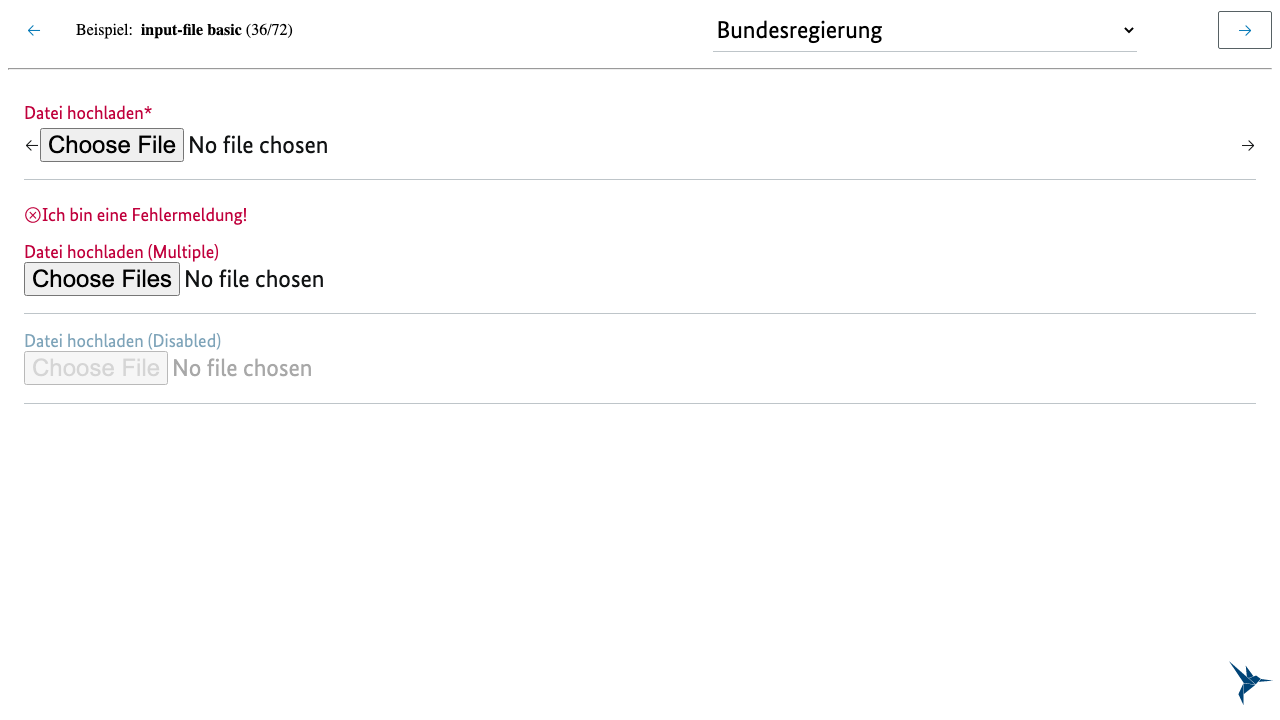 Beispiel: input-file basic (36/72)
Bundesregierung
Datei hochladen*
Choose File No file chosen
Ich bin eine Fehlermeldung!
Datei hochladen (Multiple)
Choose Files No file chosen
Datei hochladen (Disabled)
Choose File No file chosen